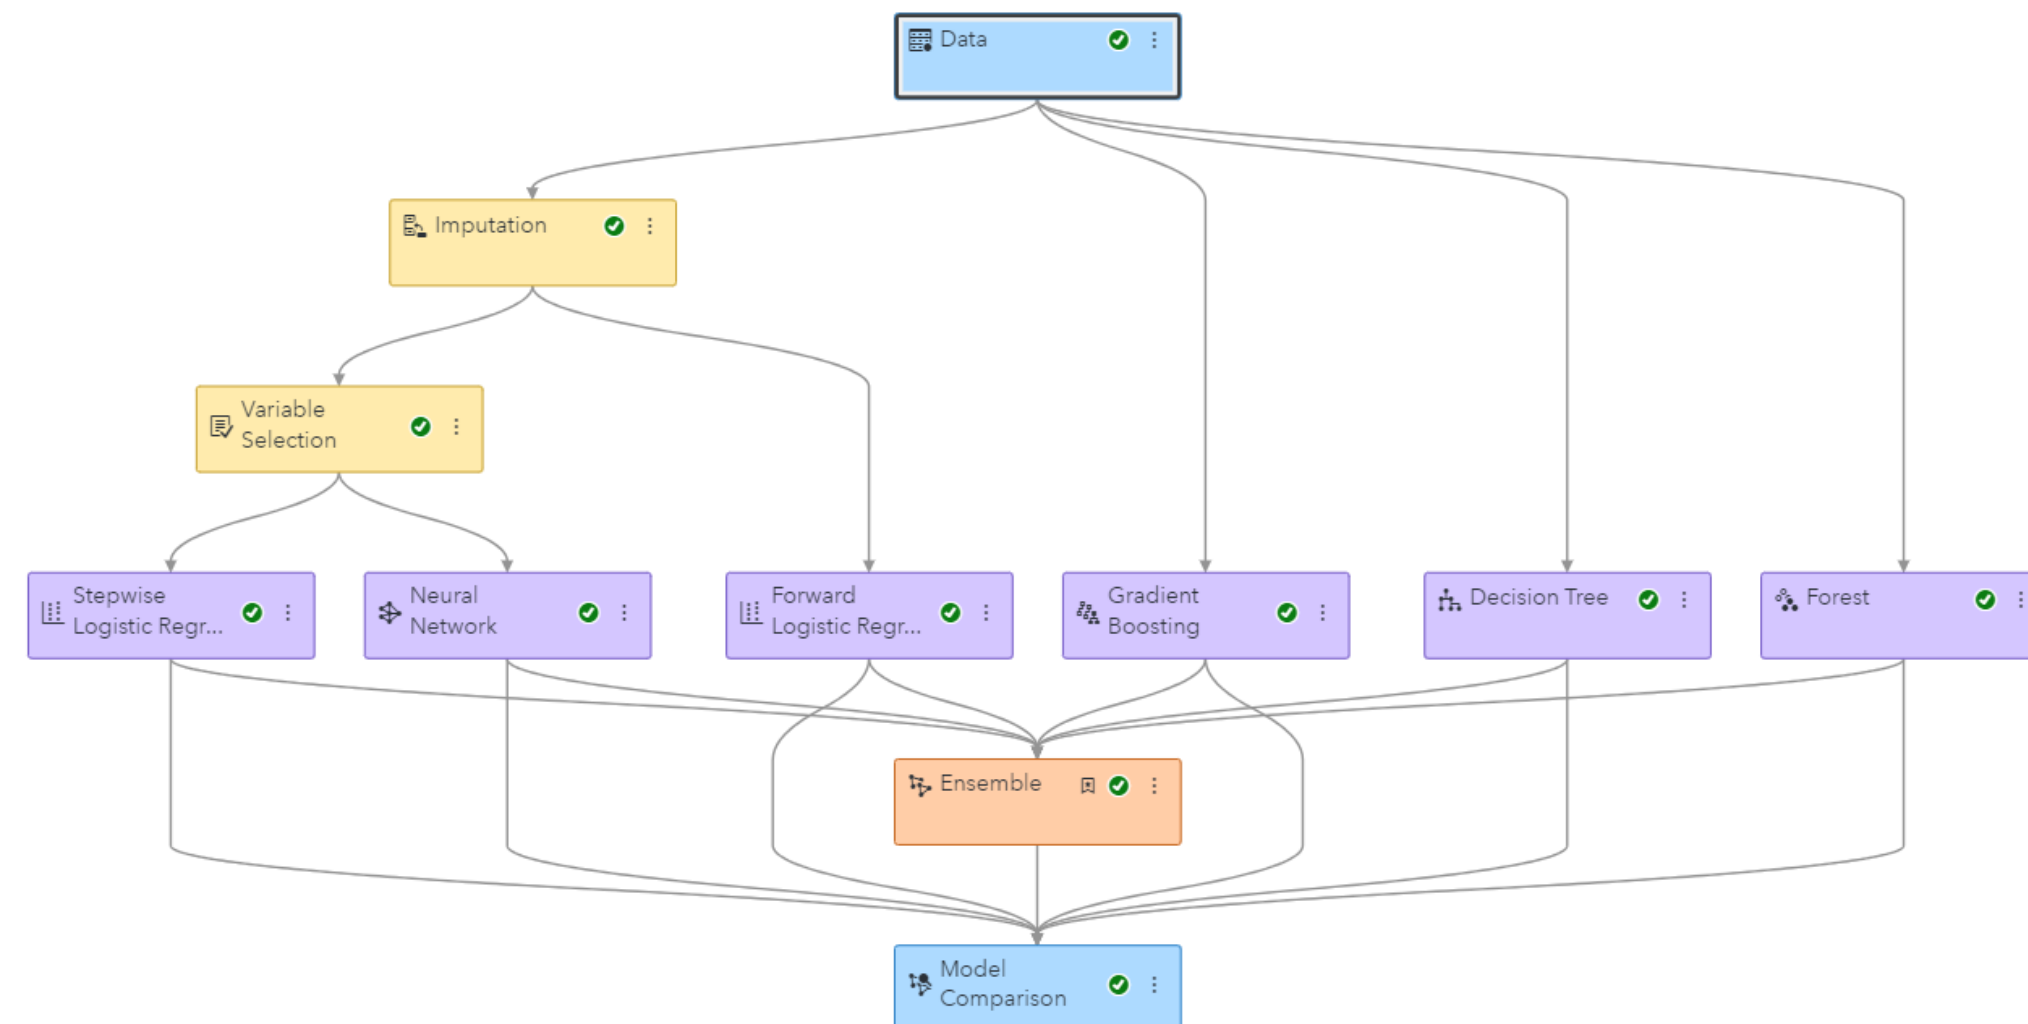 Data
Imputation
Variable
Selection
Stepwise
Logistic Regr...
Neural
Network
Forward
Logistic Regr...
Gradient
Boosting
Decision Tree
Forest
Ensemble
Model
Comparison